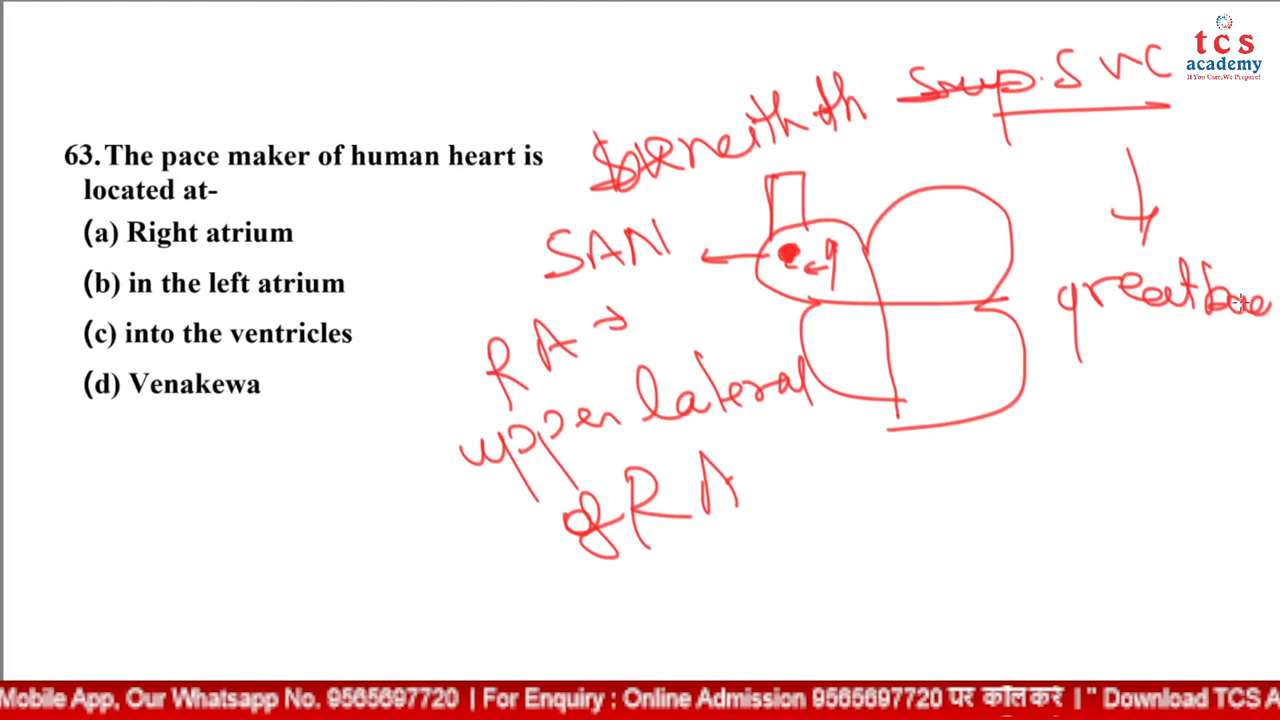 tcs
academy
If You Care,We Prepare!
63. The pace maker of human heart is
located at-
(a) Right atrium
(b) in the left atrium
(c) into the ventricles
(d) Venakewa
beneith th SVC
SAN
RA →
upper lateral
of RA
great
Mobile App, Our Whatsapp No. 9565697720 | For Enquiry : Online Admission 9565697720 पर कॉल करें | " Download TCS A